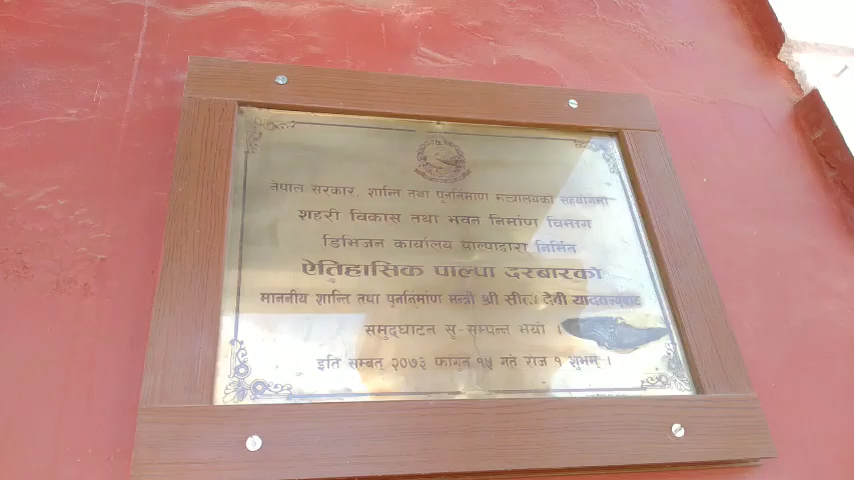 नेपाल सरकार, शान्ति तथा पुनर्निमाण मन्त्रालयको सहयोगमा
शहरी विकास तथा भवन निर्माण विभाग
डिभिजन कार्यालय पाल्पाद्वारा निर्मित
ऐतिहासिक पाल्पा दरबारको
माननीय शान्ति तथा पुनर्निमाण मन्त्री श्री सीता देवी यादवज्यूबाट
समुद्घाटन सु-सम्पन्न भयो ।
इति सम्बत् २०७३ फागुन १५ गते रोज १ शुभम् ।